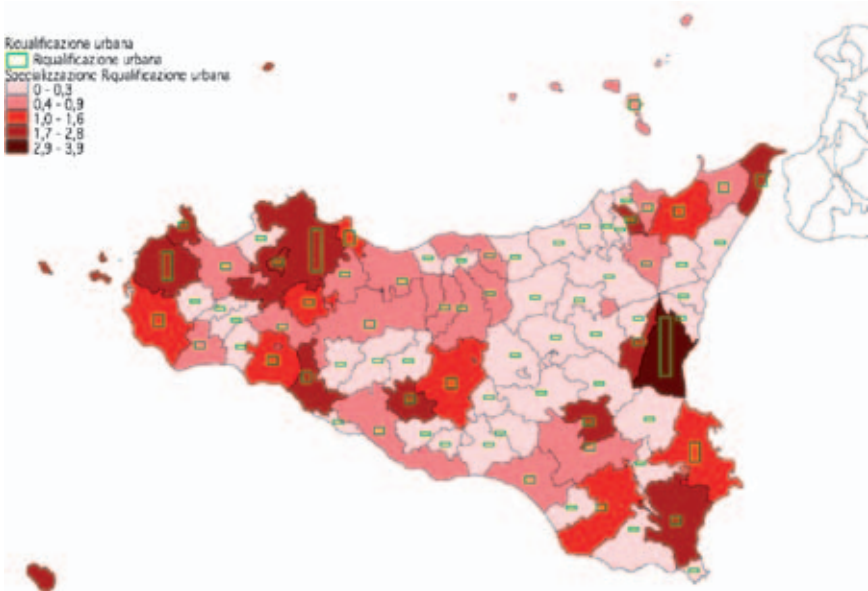 Riqualificazione urbana
Riqualificazione urbana
Specializzazione Riqualificazione urbana
0 - 0,3
0,4 - 0,9
1,0 - 1,6
1,7 - 2,8
2,9 - 3,9